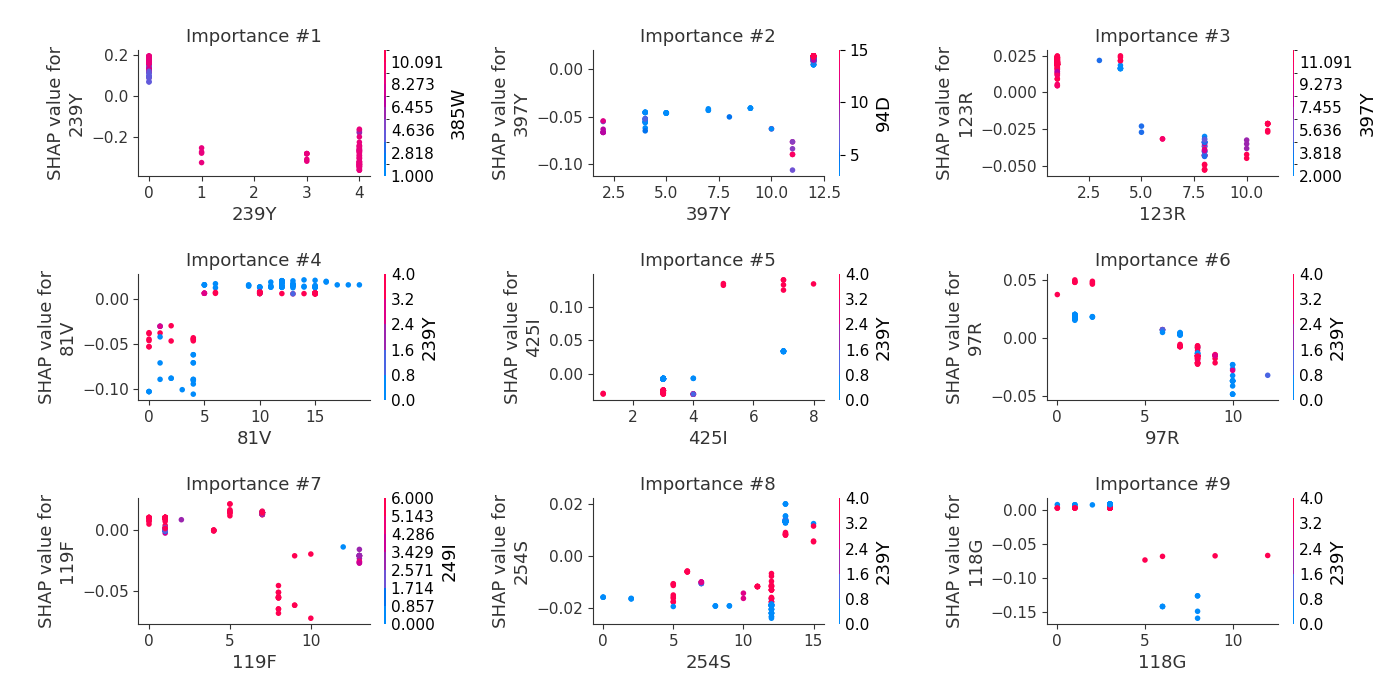 Importance #1
SHAP value for
239Y
0.2
0.0
−0.2
0
1
2
3
4
239Y
10.091
8.273
6.455
4.636
2.818
1.000
385W
Importance #2
SHAP value for
397Y
0.00
−0.05
−0.10
2.5
5.0
7.5
10.0
12.5
397Y
15
10
5
94D
Importance #3
SHAP value for
123R
0.025
0.000
−0.025
−0.050
2.5
5.0
7.5
10.0
123R
11.091
9.273
7.455
5.636
3.818
2.000
397Y
Importance #4
SHAP value for
81V
0.00
−0.05
−0.10
0
5
10
15
81V
4.0
3.2
2.4
1.6
0.8
0.0
239Y
Importance #5
SHAP value for
425I
0.10
0.05
0.00
2
4
6
8
425I
4.0
3.2
2.4
1.6
0.8
0.0
239Y
Importance #6
SHAP value for
97R
0.05
0.00
−0.05
0
5
10
97R
4.0
3.2
2.4
1.6
0.8
0.0
239Y
Importance #7
SHAP value for
119F
0.00
−0.05
0
5
10
119F
6.000
5.143
4.286
3.429
2.571
1.714
0.857
0.000
249I
Importance #8
SHAP value for
254S
0.02
0.00
−0.02
0
5
10
15
254S
4.0
3.2
2.4
1.6
0.8
0.0
239Y
Importance #9
SHAP value for
118G
0.00
−0.05
−0.10
−0.15
0
5
10
118G
4.0
3.2
2.4
1.6
0.8
0.0
239Y